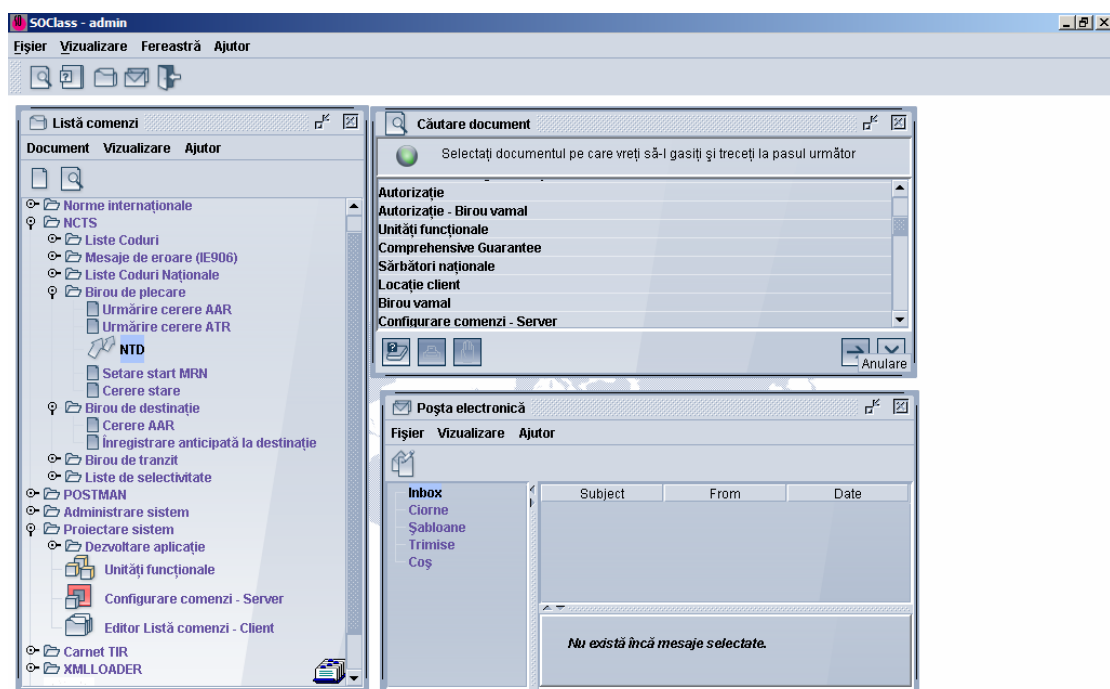 SOClass - admin
Fișier Vizualizare Fereastră Ajutor
Listă comenzi
Document Vizualizare Ajutor
Norme internaționale
NCTS
Liste Coduri
Mesaje de eroare (IE906)
Liste Coduri Naționale
Birou de plecare
Urmărire cerere AAR
Urmărire cerere ATR
NTD
Setare start MRN
Cerere stare
Birou de destinație
Cerere AAR
Înregistrare anticipată la destinație
Birou de tranzit
Liste de selectivitate
POSTMAN
Administrare sistem
Proiectare sistem
Dezvoltare aplicație
Unități funcționale
Configurare comenzi - Server
Editor Listă comenzi - Client
Carnet TIR
XMLLOADER
Căutare document
Selectați documentul pe care vreți să-l gasiți și treceți la pasul următor
Autorizație
Autorizație - Birou vamal
Unități funcționale
Comprehensive Guarantee
Sărbători naționale
Locație client
Birou vamal
Configurare comenzi - Server
Anulare
Poșta electronică
Fișier Vizualizare Ajutor
Inbox
Ciorne
Șabloane
Trimise
Coș
Subject From Date
Nu există încă mesaje selectate.